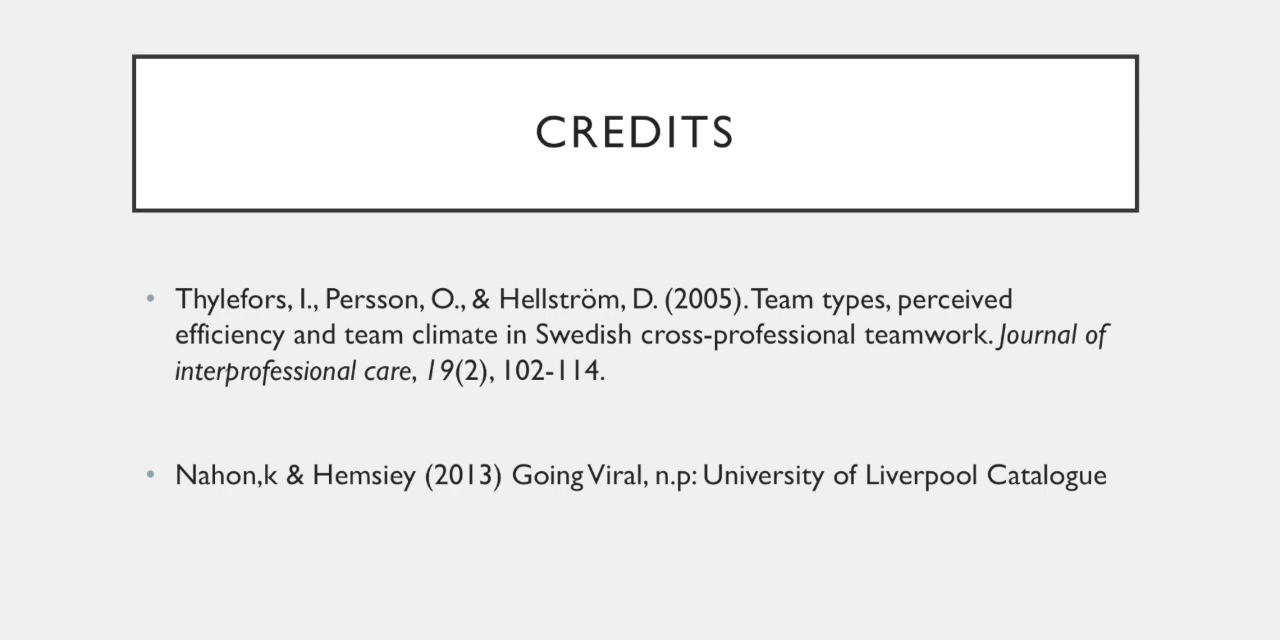 CREDITS
• Thylefors, I., Persson, O., & Hellström, D. (2005). Team types, perceived
efficiency and team climate in Swedish cross-professional teamwork. Journal of
interprofessional care, 19(2), 102-114.
• Nahon,k & Hemsiey (2013) Going Viral, n.p: University of Liverpool Catalogue